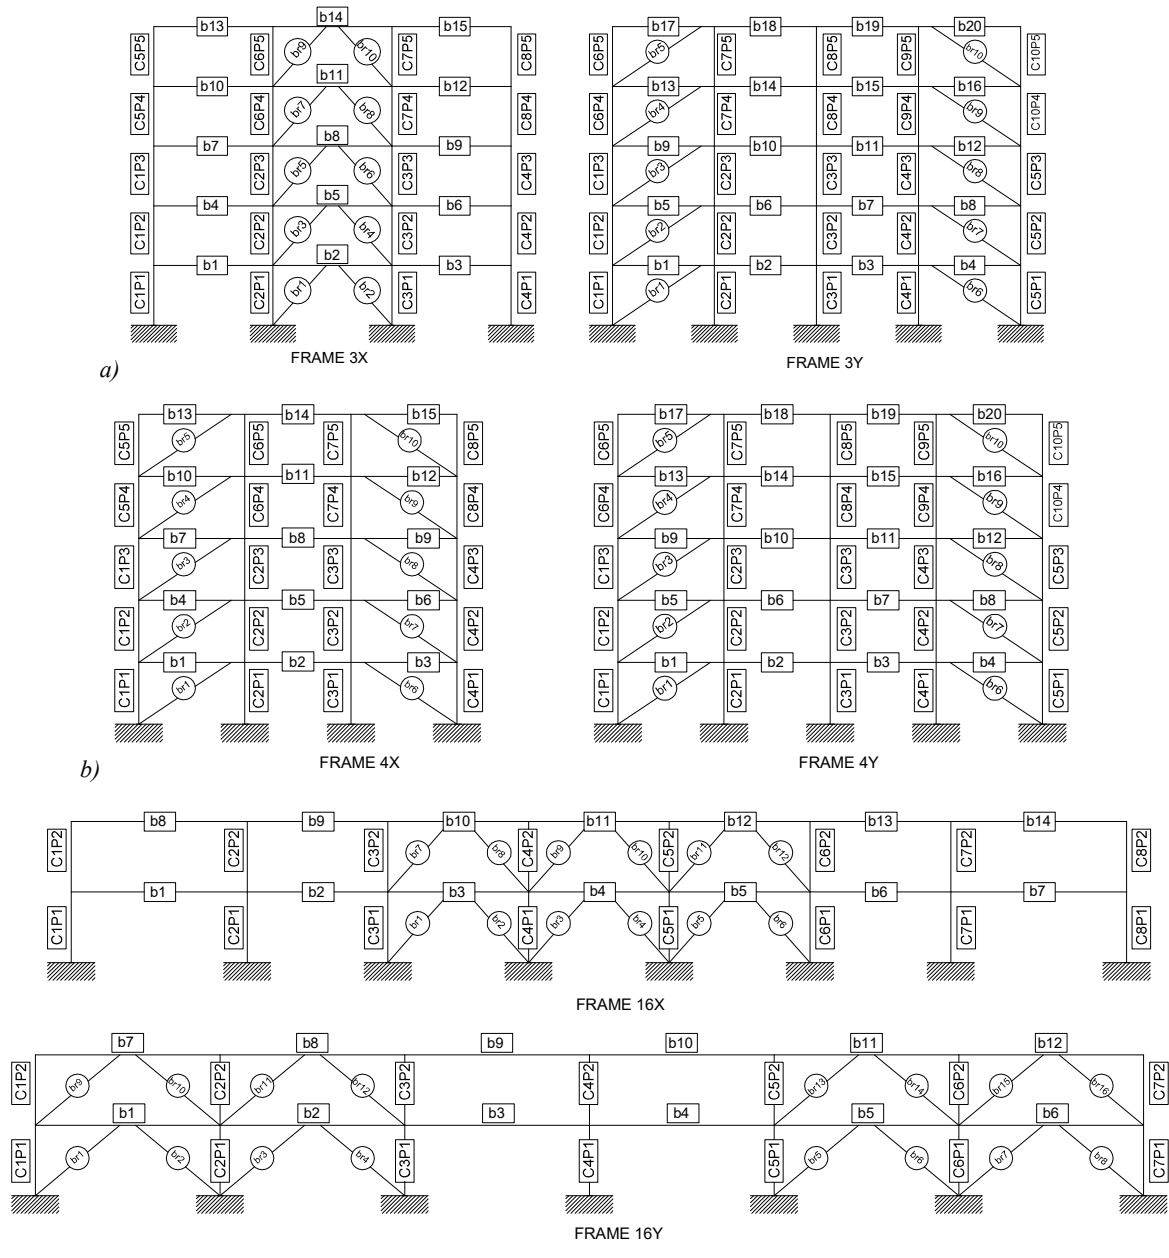 b13 b14 b15
C5P5 br9 C6P5 br10 C7P5 C8P5
b10 b11 b12
C5P4 C6P4 br7 br8 C7P4 C8P4
b7 b8 b9
C1P3 C2P3 br5 br6 C3P3 C4P3
b4 b5 b6
C1P2 C2P2 br3 br4 C3P2 C4P2
b1 b2 b3
C1P1 C2P1 br1 br2 C3P1 C4P1
FRAME 3X
b17 b18 b19 b20
C6P5 br5 C7P5 C8P5 C9P5 br10 C10P5
b13 b14 b15 b16
C6P4 br4 C7P4 C8P4 C9P4 br9 C10P4
b9 b10 b11 b12
C1P3 br3 C2P3 C3P3 C4P3 br8 C5P3
b5 b6 b7 b8
C1P2 br2 C2P2 C3P2 C4P2 br7 C5P2
b1 b2 b3 b4
C1P1 br1 C2P1 C3P1 C4P1 br6 C5P1
FRAME 3Y
a)
b13 b14 b15
C5P5 br5 C6P5 C7P5 br10 C8P5
b10 b11 b12
C5P4 br4 C6P4 C7P4 br9 C8P4
b7 b8 b9
C1P3 br3 C2P3 C3P3 br8 C4P3
b4 b5 b6
C1P2 br2 C2P2 C3P2 br7 C4P2
b1 b2 b3
C1P1 br1 C2P1 C3P1 br6 C4P1
FRAME 4X
b17 b18 b19 b20
C6P5 br5 C7P5 C8P5 C9P5 br10 C10P5
b13 b14 b15 b16
C6P4 br4 C7P4 C8P4 C9P4 br9 C10P4
b9 b10 b11 b12
C1P3 br3 C2P3 C3P3 C4P3 br8 C5P3
b5 b6 b7 b8
C1P2 br2 C2P2 C3P2 C4P2 br7 C5P2
b1 b2 b3 b4
C1P1 br1 C2P1 C3P1 C4P1 br6 C5P1
FRAME 4Y
b)
b8 b9 b10 b11 b12 b13 b14
C1P2 C2P2 C3P2 br7 br8 C4P2 br9 br10 C5P2 br11 br12 C6P2 C7P2 C8P2
b1 b2 b3 b4 b5 b6 b7
C1P1 C2P1 C3P1 br1 br2 C4P1 br3 br4 C5P1 br5 br6 C6P1 C7P1 C8P1
FRAME 16X
b7 b8 b9 b10 b11 b12
C1P2 br9 br10 C2P2 br11 br12 C3P2 C4P2 C5P2 br13 br14 C6P2 br15 br16 C7P2
b1 b2 b3 b4 b5 b6
C1P1 br1 br2 C2P1 br3 br4 C3P1 C4P1 C5P1 br5 br6 C6P1 br7 br8 C7P1
FRAME 16Y